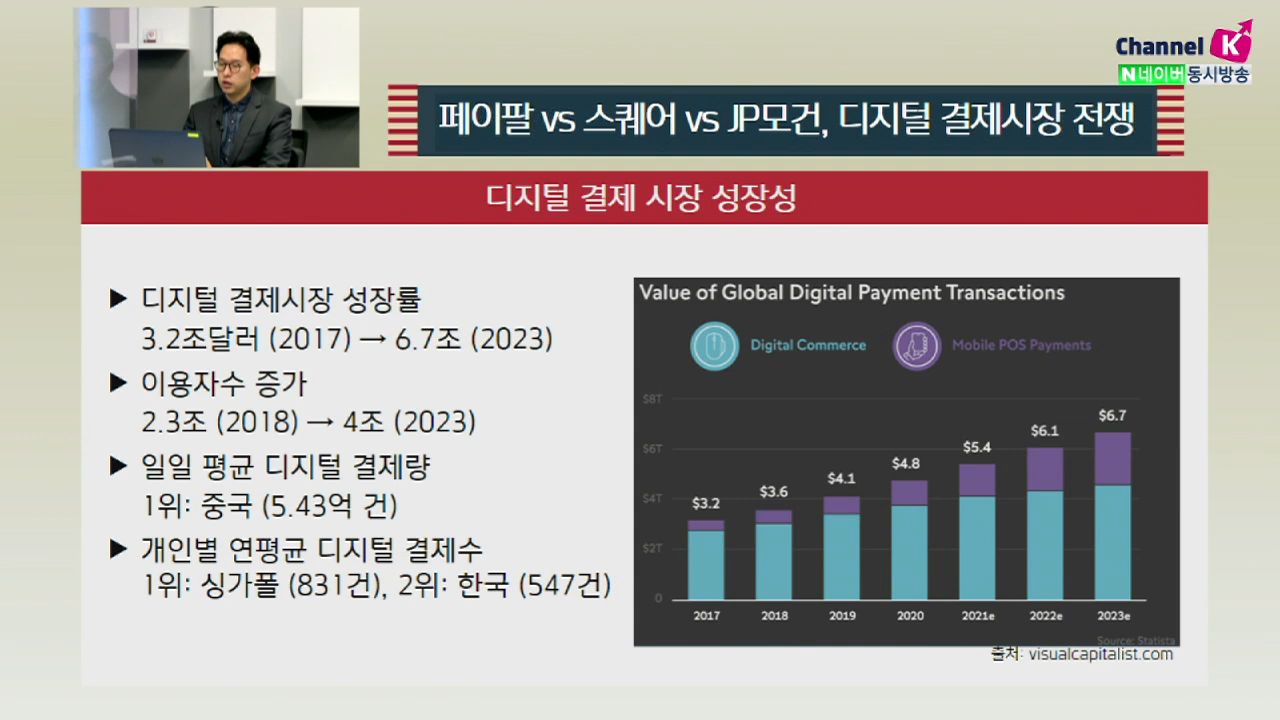 Channel K
N 네이버 동시방송
페이팔 vs 스퀘어 vs JP모건, 디지털 결제시장 전쟁
디지털 결제 시장 성장성
▶ 디지털 결제시장 성장률
3.2조달러 (2017) → 6.7조 (2023)
▶ 이용자수 증가
2.3조 (2018) → 4조 (2023)
▶ 일일 평균 디지털 결제량
1위: 중국 (5.43억 건)
▶ 개인별 연평균 디지털 결제수
1위: 싱가폴 (831건), 2위: 한국 (547건)
Value of Global Digital Payment Transactions
Digital Commerce
Mobile POS Payments
$8T
$6T
$4T
$2T
0
$3.2
$3.6
$4.1
$4.8
$5.4
$6.1
$6.7
2017 2018 2019 2020 2021e 2022e 2023e
Source: Statista
출처: visualcapitalist.com